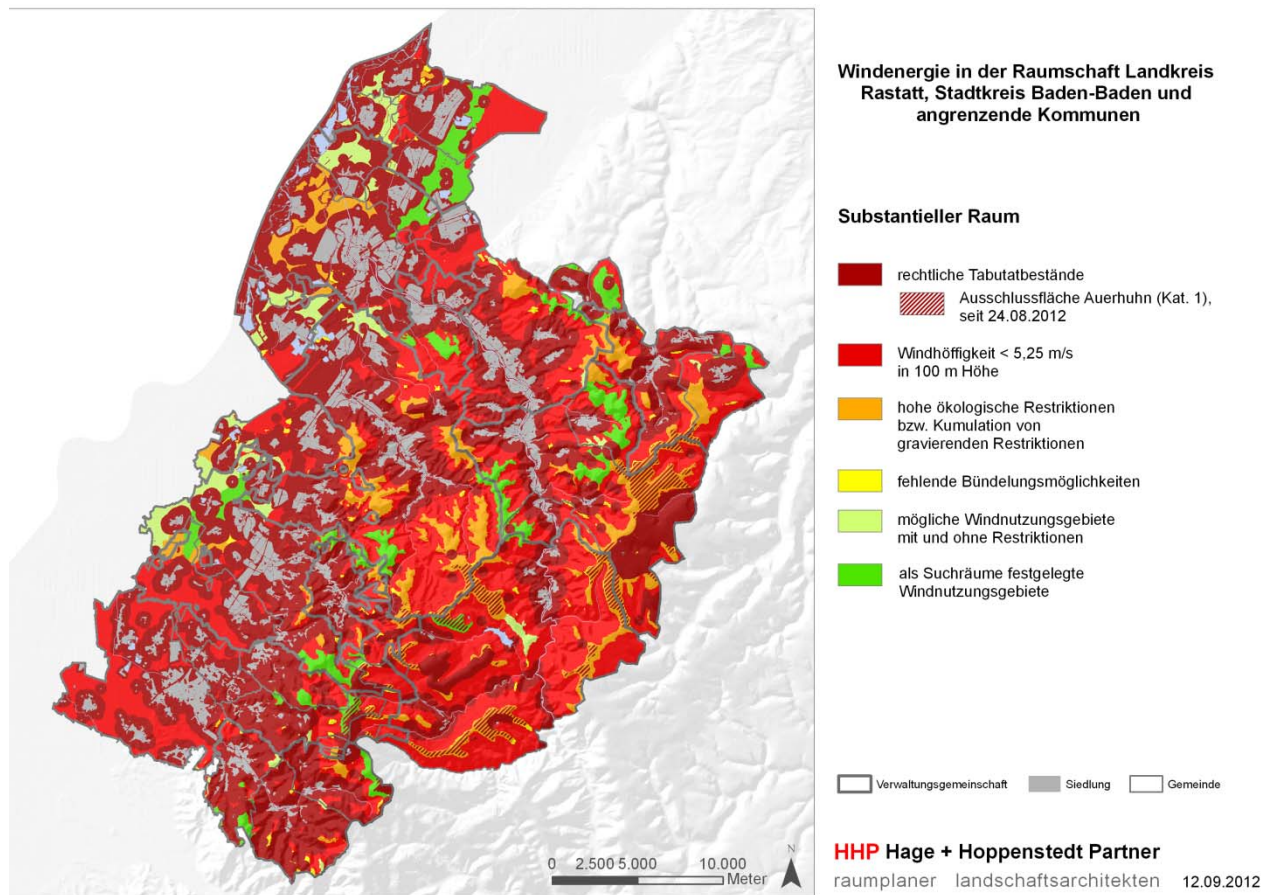 Windenergie in der Raumschaft Landkreis
Rastatt, Stadtkreis Baden-Baden und
angrenzende Kommunen
Substantieller Raum
rechtliche Tabutatbestände
Ausschlussfläche Auerhuhn (Kat. 1),
seit 24.08.2012
Windhöffigkeit < 5,25 m/s
in 100 m Höhe
hohe ökologische Restriktionen
bzw. Kumulation von
gravierenden Restriktionen
fehlende Bündelungsmöglichkeiten
mögliche Windnutzungsgebiete
mit und ohne Restriktionen
als Suchräume festgelegte
Windnutzungsgebiete
Verwaltungsgemeinschaft Siedlung Gemeinde
N
0 2.500 5.000 10.000
Meter
HHP Hage + Hoppenstedt Partner
raumplaner landschaftsarchitekten 12.09.2012